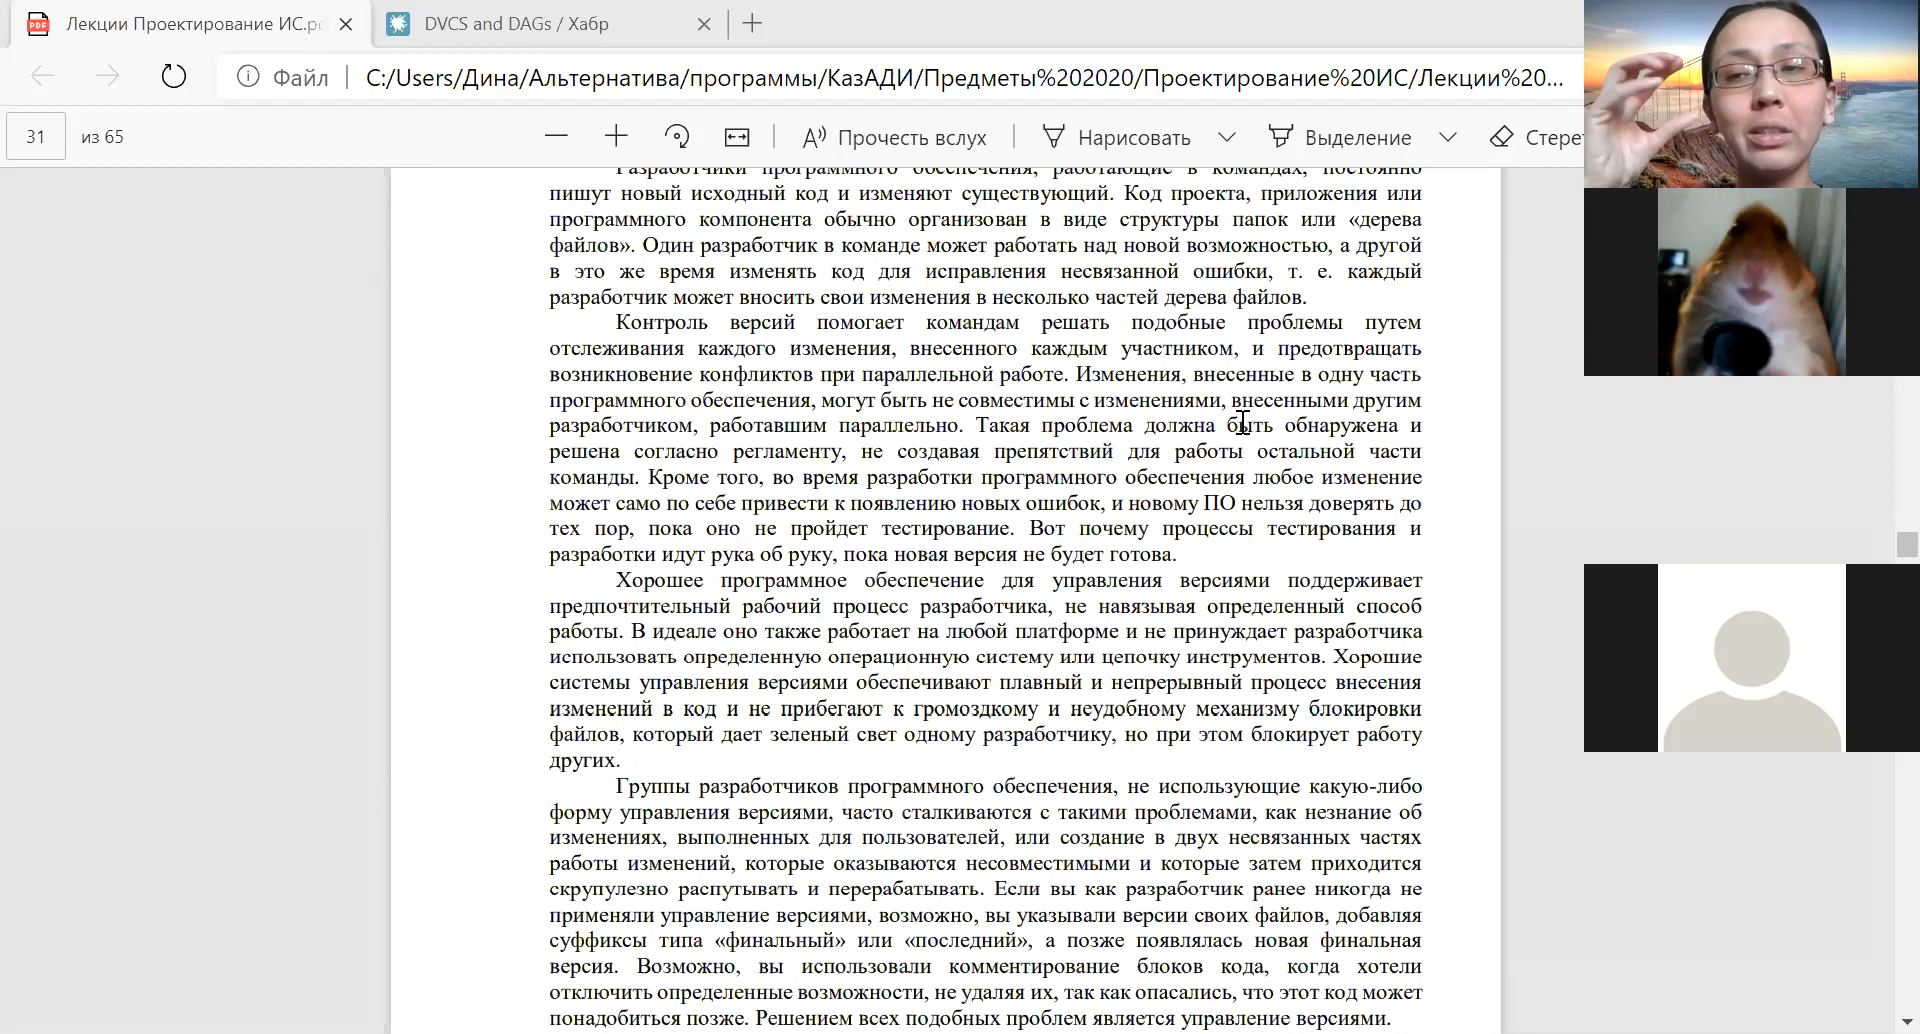 Лекции Проектирование ИС.р
DVCS and DAGs / Хабр
Файл
C:/Users/Дина/Альтернатива/программы/КазАДИ/Предметы%202020/Проектирование%20ИС/Лекции%20...
31 из 65
Прочесть вслух
Нарисовать
Выделение
Стере
Разработчики программного обеспечения, работающие в командах, постоянно
пишут новый исходный код и изменяют существующий. Код проекта, приложения или
программного компонента обычно организован в виде структуры папок или «дерева
файлов». Один разработчик в команде может работать над новой возможностью, а другой
в это же время изменять код для исправления несвязанной ошибки, т. е. каждый
разработчик может вносить свои изменения в несколько частей дерева файлов.
Контроль версий помогает командам решать подобные проблемы путем
отслеживания каждого изменения, внесенного каждым участником, и предотвращать
возникновение конфликтов при параллельной работе. Изменения, внесенные в одну часть
программного обеспечения, могут быть не совместимы с изменениями, внесенными другим
разработчиком, работавшим параллельно. Такая проблема должна быть обнаружена и
решена согласно регламенту, не создавая препятствий для работы остальной части
команды. Кроме того, во время разработки программного обеспечения любое изменение
может само по себе привести к появлению новых ошибок, и новому ПО нельзя доверять до
тех пор, пока оно не пройдет тестирование. Вот почему процессы тестирования и
разработки идут рука об руку, пока новая версия не будет готова.
Хорошее программное обеспечение для управления версиями поддерживает
предпочтительный рабочий процесс разработчика, не навязывая определенный способ
работы. В идеале оно также работает на любой платформе и не принуждает разработчика
использовать определенную операционную систему или цепочку инструментов. Хорошие
системы управления версиями обеспечивают плавный и непрерывный процесс внесения
изменений в код и не прибегают к громоздкому и неудобному механизму блокировки
файлов, который дает зеленый свет одному разработчику, но при этом блокирует работу
других.
Группы разработчиков программного обеспечения, не использующие какую-либо
форму управления версиями, часто сталкиваются с такими проблемами, как незнание об
изменениях, выполненных для пользователей, или создание в двух несвязанных частях
работы изменений, которые оказываются несовместимыми и которые затем приходится
скрупулезно распутывать и перерабатывать. Если вы как разработчик ранее никогда не
применяли управление версиями, возможно, вы указывали версии своих файлов, добавляя
суффиксы типа «финальный» или «последний», а позже появлялась новая финальная
версия. Возможно, вы использовали комментирование блоков кода, когда хотели
отключить определенные возможности, не удаляя их, так как опасались, что этот код может
понадобиться позже. Решением всех подобных проблем является управление версиями.